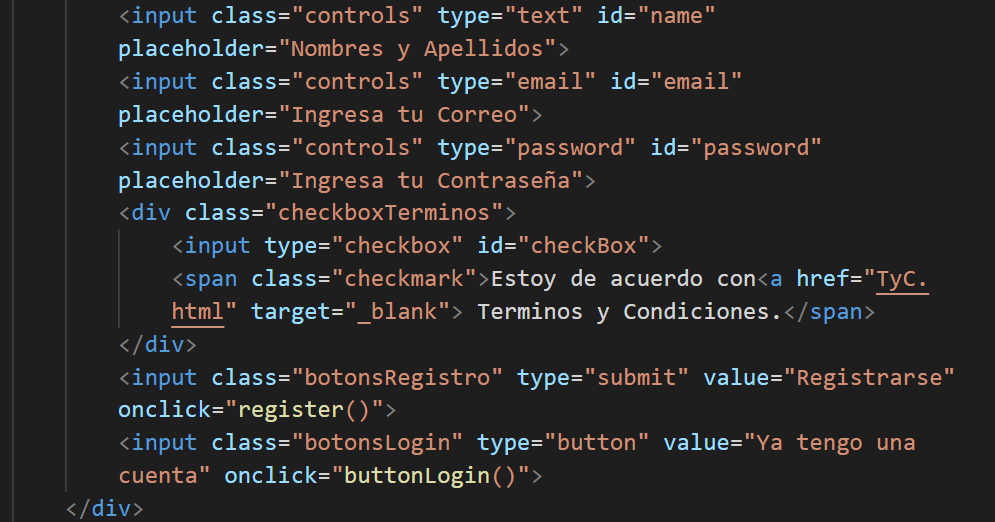 <input class="controls" type="text" id="name"
placeholder="Nombres y Apellidos">
<input class="controls" type="email" id="email"
placeholder="Ingresa tu Correo">
<input class="controls" type="password" id="password"
placeholder="Ingresa tu Contraseña">
<div class="checkboxTerminos">
<input type="checkbox" id="checkBox">
<span class="checkmark">Estoy de acuerdo con<a href="TyC.
html" target="_blank"> Terminos y Condiciones.</span>
</div>
<input class="botonsRegistro" type="submit" value="Registrarse"
onclick="register()">
<input class="botonsLogin" type="button" value="Ya tengo una
cuenta" onclick="buttonLogin()">
</div>